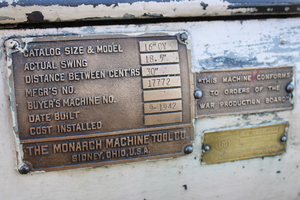 CATALOG SIZE & MODEL 16" CY
ACTUAL SWING 18.5"
DISTANCE BETWEEN CENT'RS 30"
MFGR'S NO. 17772
BUYER'S MACHINE NO.
DATE BUILT 9-1942
COST INSTALLED
THE MONARCH MACHINE TOOL CO.
SIDNEY, OHIO, U.S.A.
THIS MACHINE CONFORMS
TO ORDERS OF THE
WAR PRODUCTION BOARD